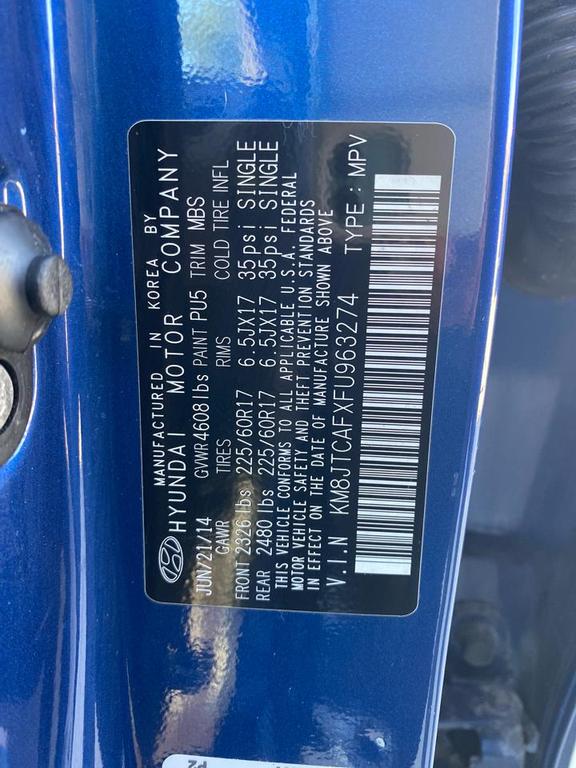 MANUFACTURED IN KOREA BY
HYUNDAI MOTOR COMPANY
JUN/21/14 GVWR 4608 lbs PAINT PU5 TRIM MBS
GAWR TIRES RIMS COLD TIRE INFL
FRONT 2326 lbs 225/60R17 6.5JX17 35psi SINGLE
REAR 2480 lbs 225/60R17 6.5JX17 35psi SINGLE
THIS VEHICLE CONFORMS TO ALL APPLICABLE U.S.A. FEDERAL
MOTOR VEHICLE SAFETY AND THEFT PREVENTION STANDARDS
IN EFFECT ON THE DATE OF MANUFACTURE SHOWN ABOVE
V.I.N KM8JTCAFXFU963274 TYPE : MPV